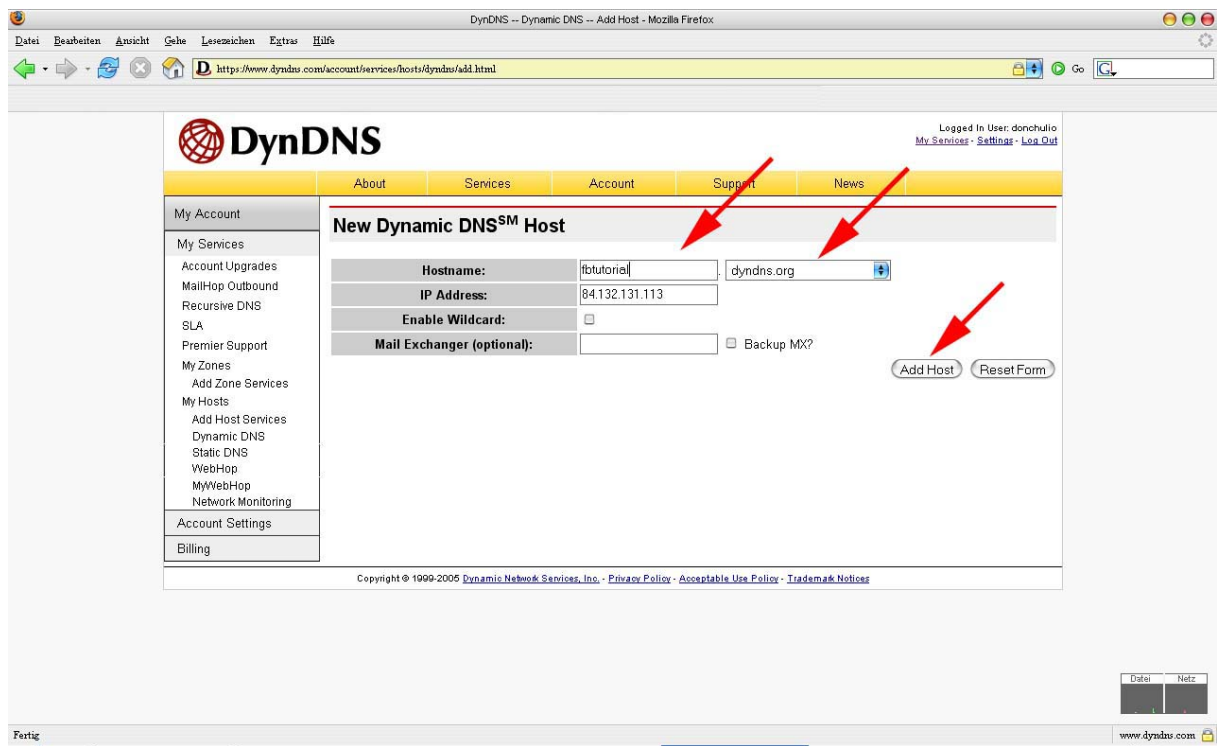 DynDNS -- Dynamic DNS -- Add Host - Mozilla Firefox
Datei Bearbeiten Ansicht Gehe Lesezeichen Extras Hilfe
https://www.dyndns.com/account/services/hosts/dyndns/add.html Go
DynDNS
Logged In User: donchulio
My Services - Settings - Log Out
About Services Account Support News
My Account
My Services
Account Upgrades
MailHop Outbound
Recursive DNS
SLA
Premier Support
My Zones
Add Zone Services
My Hosts
Add Host Services
Dynamic DNS
Static DNS
WebHop
MyWebHop
Network Monitoring
Account Settings
Billing
New Dynamic DNS℠ Host
Hostname: fbtutorial . dyndns.org
IP Address: 84.132.131.113
Enable Wildcard:
Mail Exchanger (optional): Backup MX?
Add Host Reset Form
Copyright © 1999-2005 Dynamic Network Services, Inc. - Privacy Policy - Acceptable Use Policy - Trademark Notices
Datei Netz
Fertig www.dyndns.com